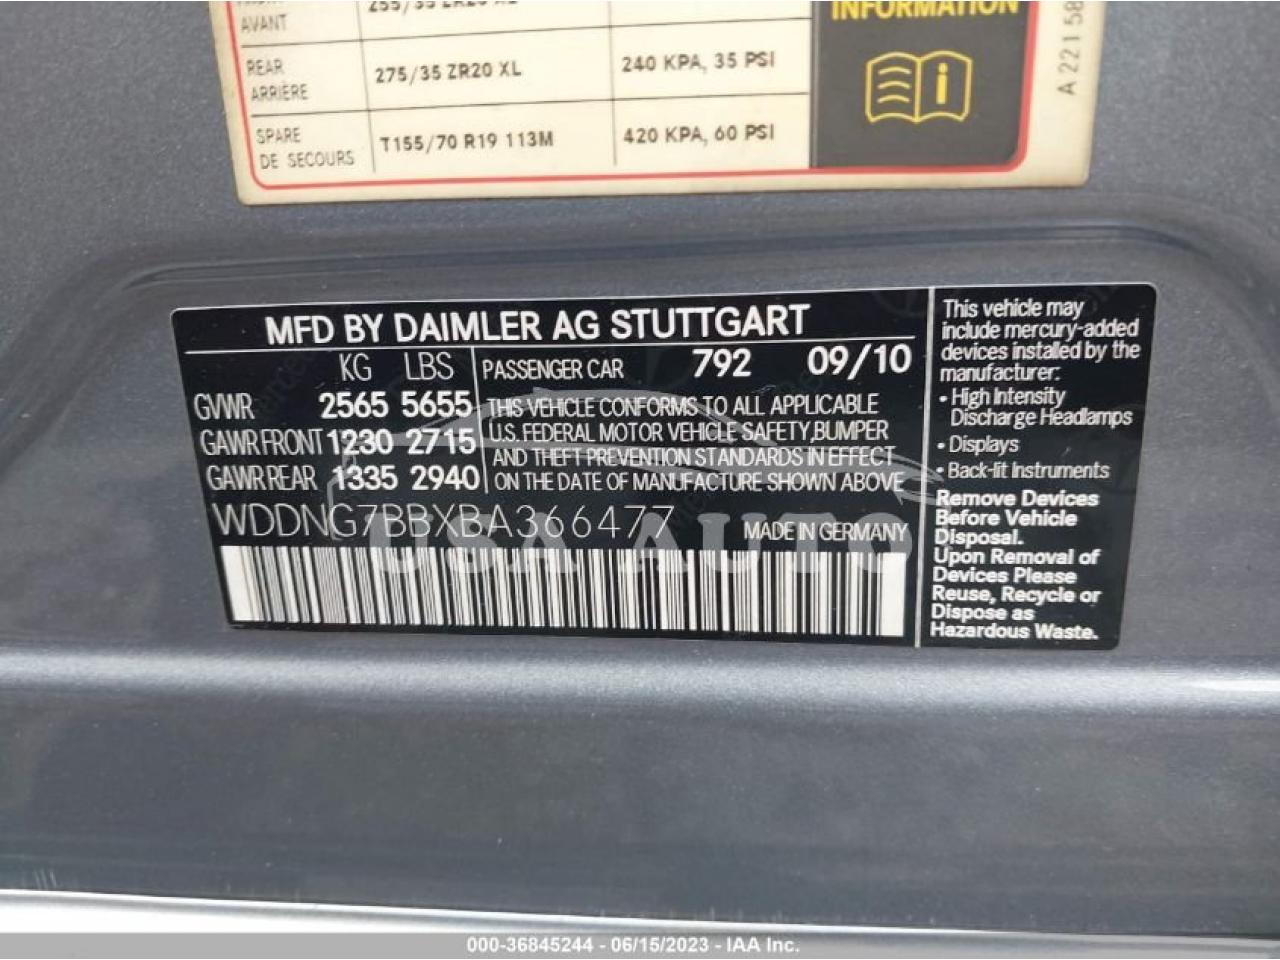 AVANT
255/35 ZR20 XL
REAR
ARRIÈRE
275/35 ZR20 XL
240 KPA, 35 PSI
SPARE
DE SECOURS
T155/70 R19 113M
420 KPA, 60 PSI
INFORMATION
A 221 58
MFD BY DAIMLER AG STUTTGART
KG LBS
GVWR 2565 5655
GAWR FRONT 1230 2715
GAWR REAR 1335 2940
PASSENGER CAR 792 09/10
THIS VEHICLE CONFORMS TO ALL APPLICABLE
U.S. FEDERAL MOTOR VEHICLE SAFETY, BUMPER
AND THEFT PREVENTION STANDARDS IN EFFECT
ON THE DATE OF MANUFACTURE SHOWN ABOVE
WDDNG7BBXBA366477
MADE IN GERMANY
USA AUTO
This vehicle may
include mercury-added
devices installed by the
manufacturer:
• High Intensity
Discharge Headlamps
• Displays
• Back-lit Instruments
Remove Devices
Before Vehicle
Disposal.
Upon Removal of
Devices Please
Reuse, Recycle or
Dispose as
Hazardous Waste.
000-36845244 - 06/15/2023 - IAA Inc.